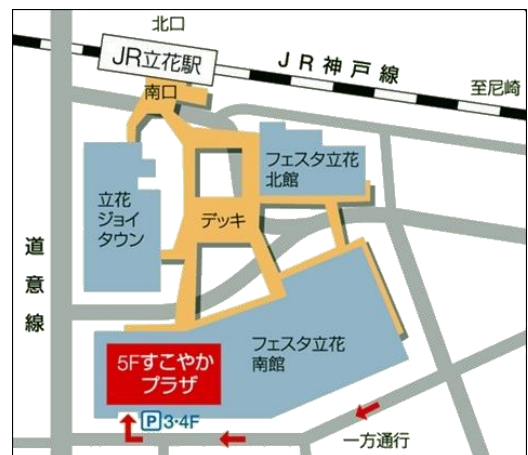 北口
JR立花駅
JR神戸線
南口
至尼崎
フェスタ立花
北館
立花
ジョイ
タウン
デッキ
道意線
フェスタ立花
南館
5Fすこやか
プラザ
P3・4F
一方通行